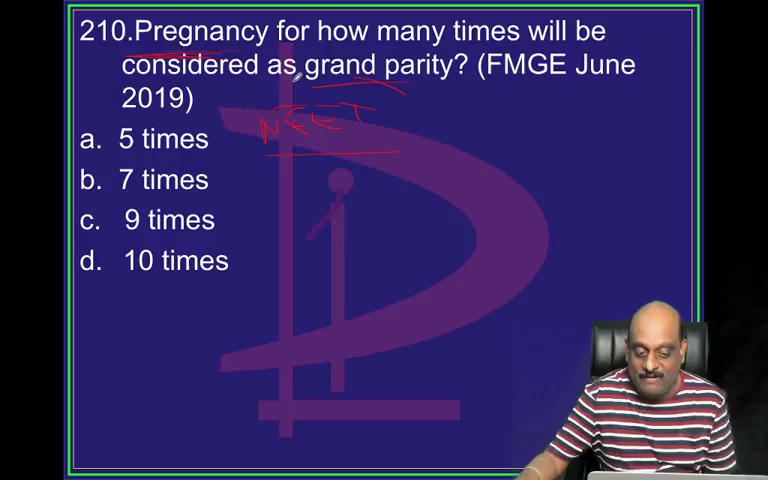 210.Pregnancy for how many times will be
considered as grand parity? (FMGE June
2019)
NEET
a. 5 times
b. 7 times
c. 9 times
d. 10 times